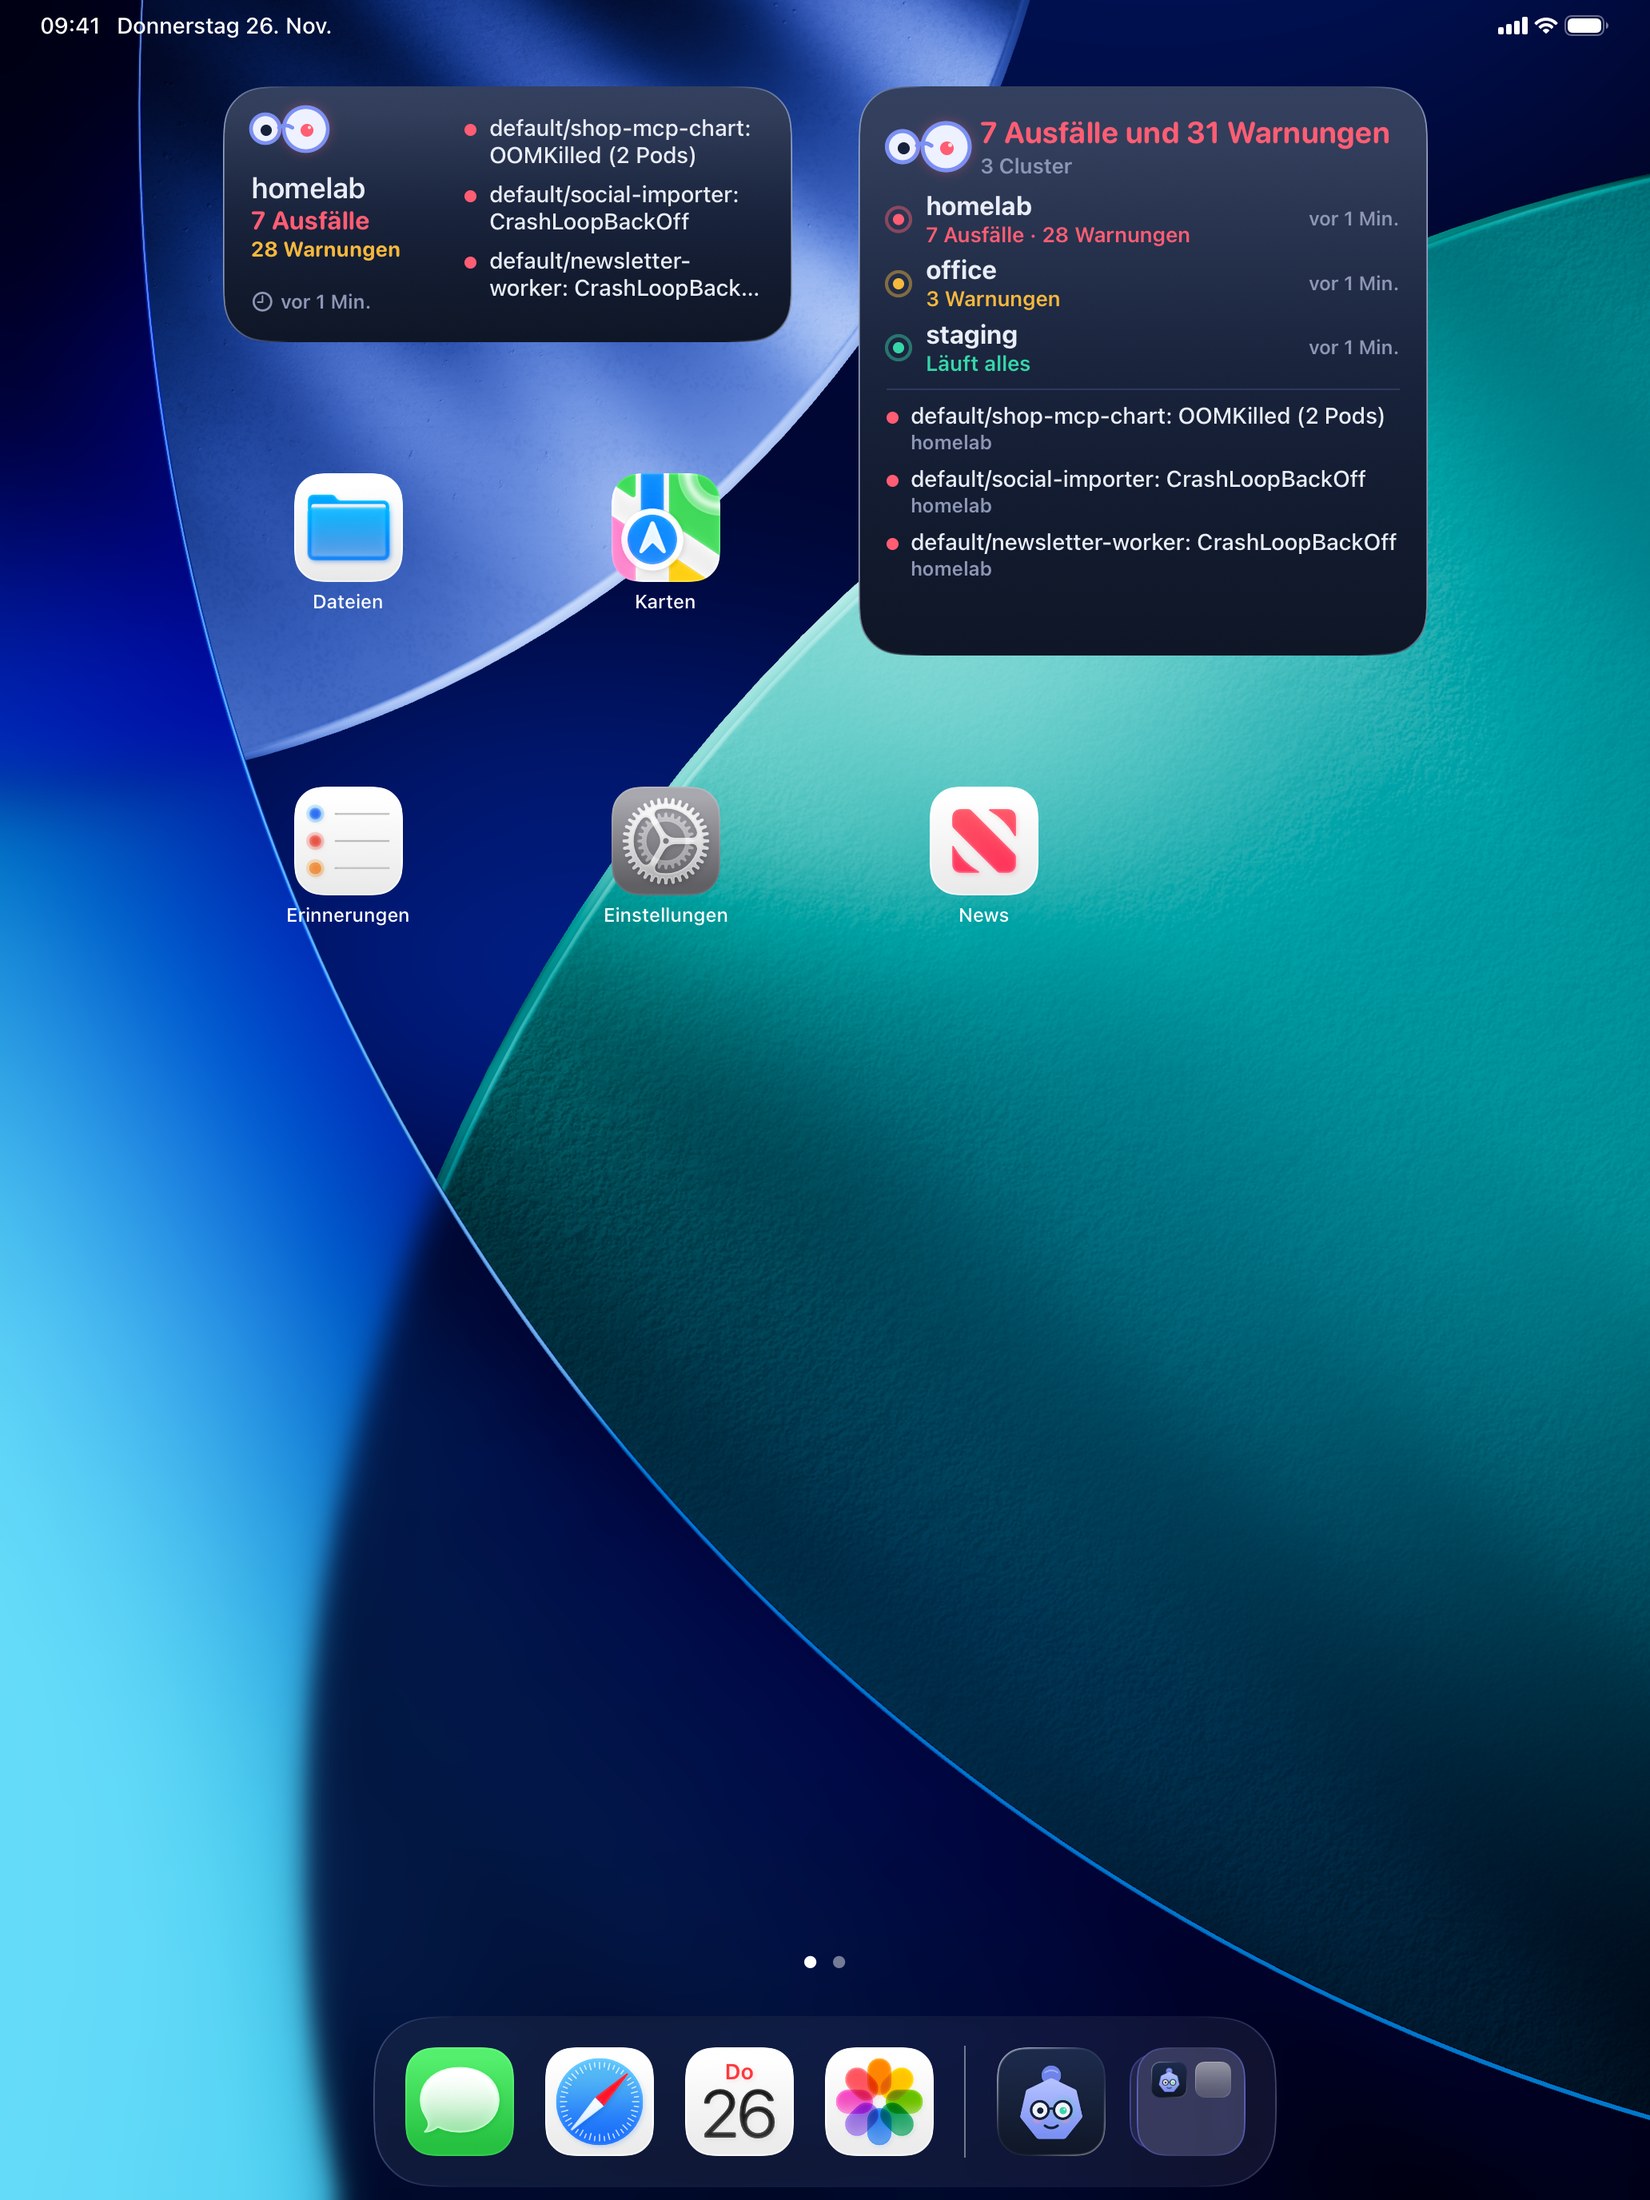 09:41 Donnerstag 26. Nov.
homelab
7 Ausfälle
28 Warnungen
vor 1 Min.
default/shop-mcp-chart:
OOMKilled (2 Pods)
default/social-importer:
CrashLoopBackOff
default/newsletter-
worker: CrashLoopBack…
7 Ausfälle und 31 Warnungen
3 Cluster
homelab
7 Ausfälle · 28 Warnungen
vor 1 Min.
office
3 Warnungen
vor 1 Min.
staging
Läuft alles
vor 1 Min.
default/shop-mcp-chart: OOMKilled (2 Pods)
homelab
default/social-importer: CrashLoopBackOff
homelab
default/newsletter-worker: CrashLoopBackOff
homelab
Dateien
Karten
Erinnerungen
Einstellungen
News
Do
26